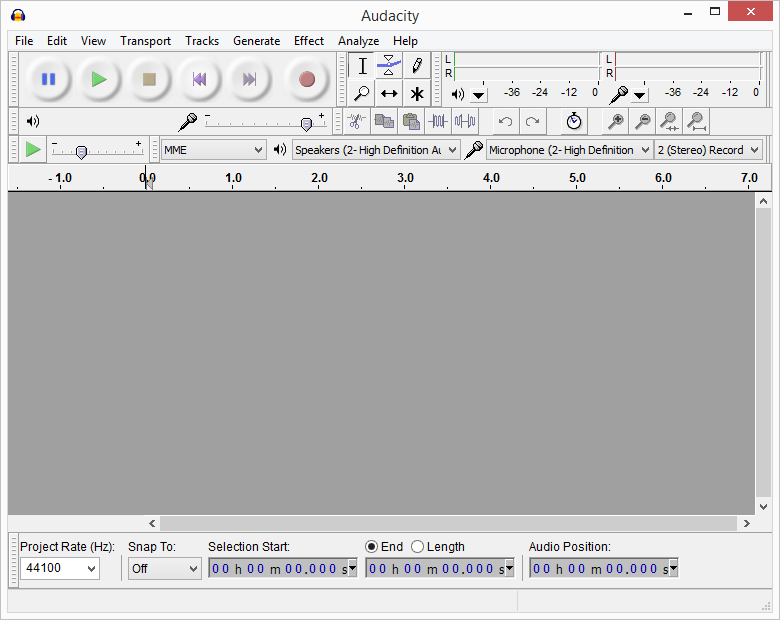 Audacity
File Edit View Transport Tracks Generate Effect Analyze Help
L L
R R
-36 -24 -12 0 -36 -24 -12 0
MME Speakers (2- High Definition Au Microphone (2- High Definition 2 (Stereo) Record
- 1.0 0.0 1.0 2.0 3.0 4.0 5.0 6.0 7.0
Project Rate (Hz): Snap To: Selection Start: End Length Audio Position:
44100 Off 00 h 00 m 00.000 s 00 h 00 m 00.000 s 00 h 00 m 00.000 s